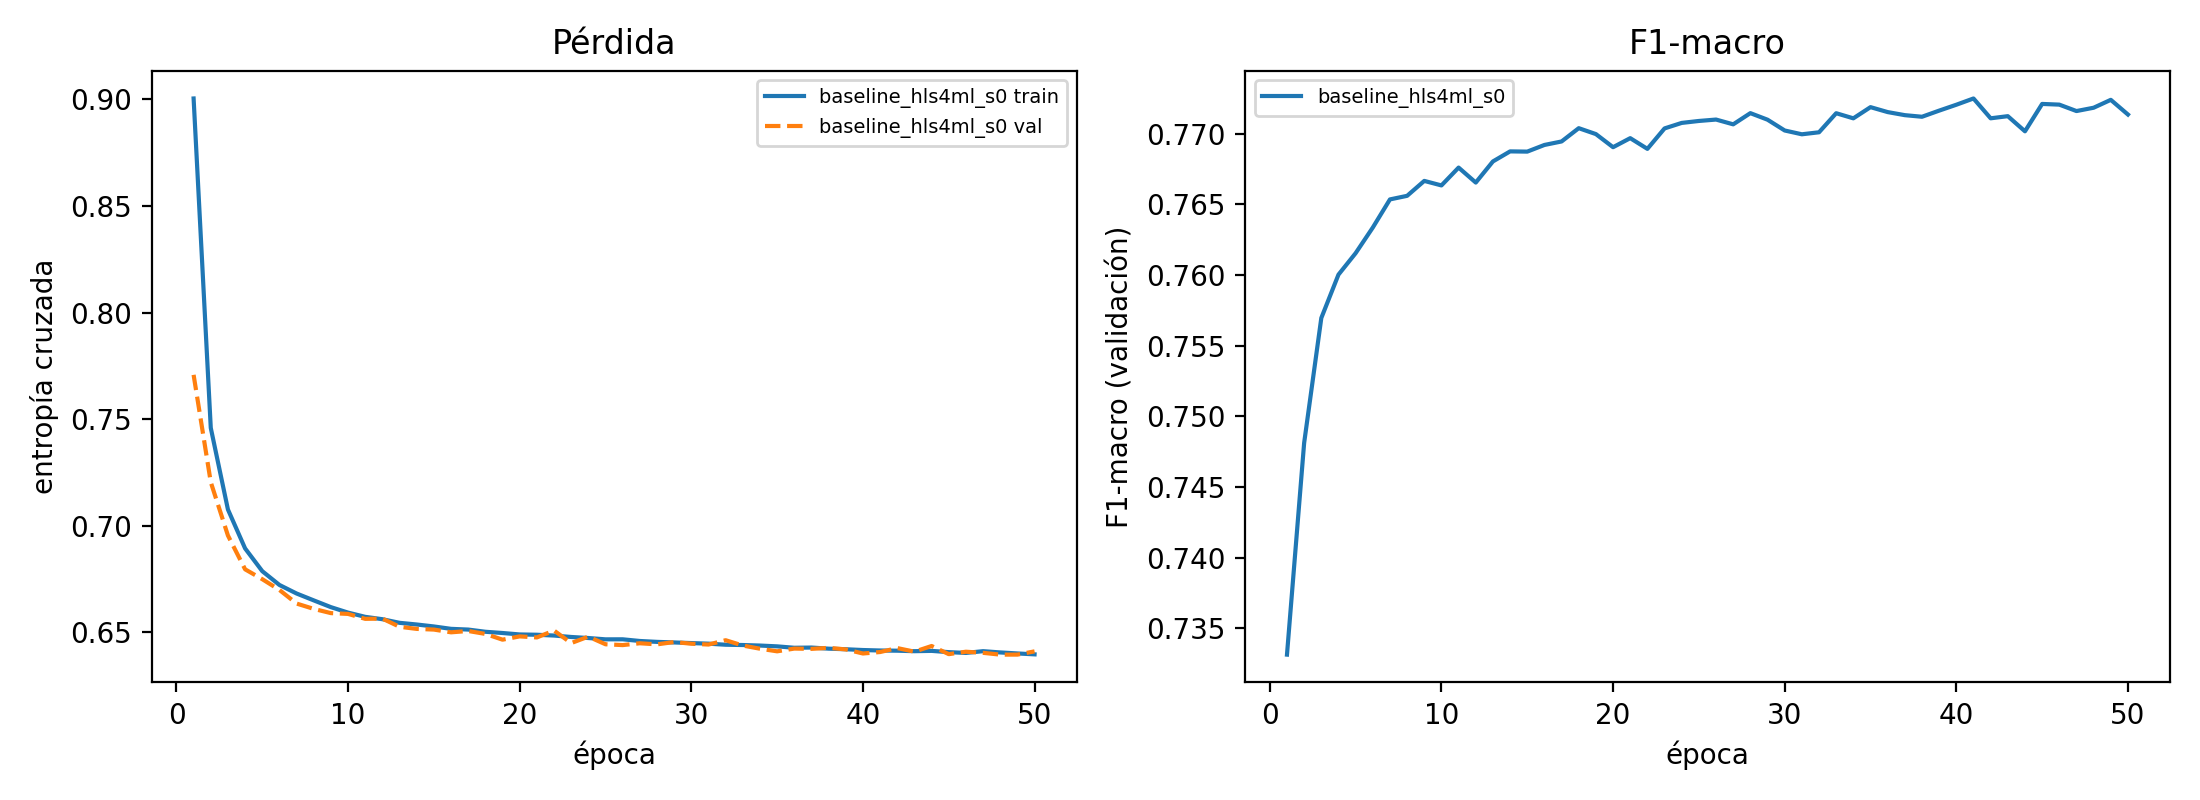 Pérdida
entropía cruzada
0.90
0.85
0.80
0.75
0.70
0.65
baseline_hls4ml_s0 train
baseline_hls4ml_s0 val
0
10
20
30
40
50
época
F1-macro
F1-macro (validación)
0.770
0.765
0.760
0.755
0.750
0.745
0.740
0.735
baseline_hls4ml_s0
0
10
20
30
40
50
época